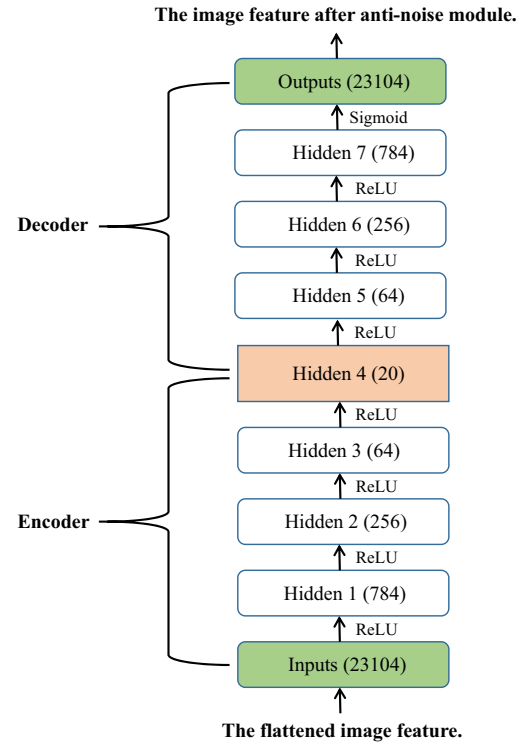 The image feature after anti-noise module.
Outputs (23104)
Sigmoid
Hidden 7 (784)
ReLU
Hidden 6 (256)
Decoder
ReLU
Hidden 5 (64)
ReLU
Hidden 4 (20)
ReLU
Hidden 3 (64)
ReLU
Encoder
Hidden 2 (256)
ReLU
Hidden 1 (784)
ReLU
Inputs (23104)
The flattened image feature.